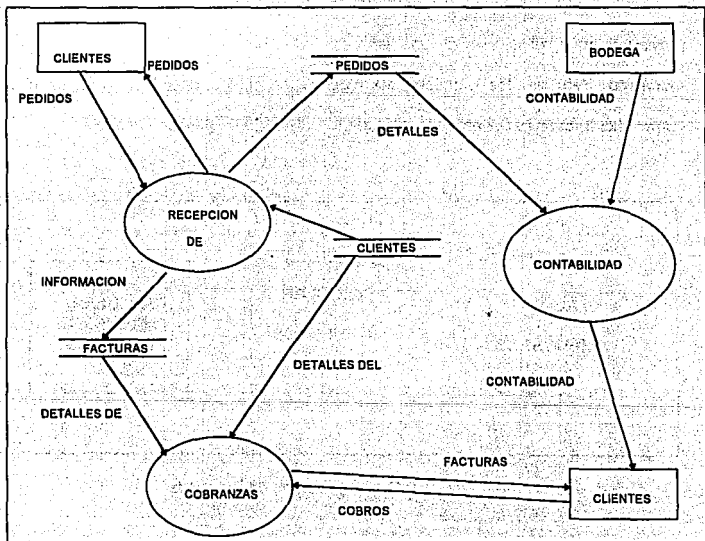 CLIENTES
PEDIDOS
PEDIDOS
PEDIDOS
BODEGA
CONTABILIDAD
DETALLES
RECEPCION
DE
CLIENTES
CONTABILIDAD
INFORMACION
FACTURAS
DETALLES DEL
CONTABILIDAD
DETALLES DE
FACTURAS
COBRANZAS
CLIENTES
COBROS